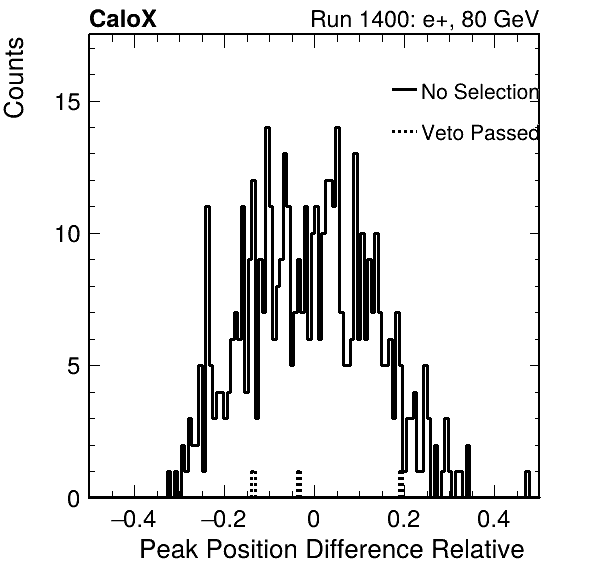 CaloX Run 1400: e+, 80 GeV
Counts
No Selection
Veto Passed
15
10
5
0
−0.4 −0.2 0 0.2 0.4
Peak Position Difference Relative